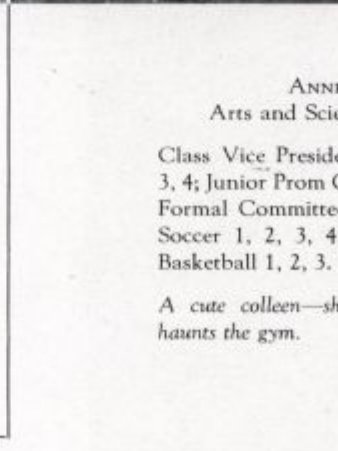 ANN
Arts and Scie
Class Vice Preside
3, 4; Junior Prom
Formal Committe
Soccer 1, 2, 3, 4
Basketball 1, 2, 3.
A cute colleen—sh
haunts the gym.